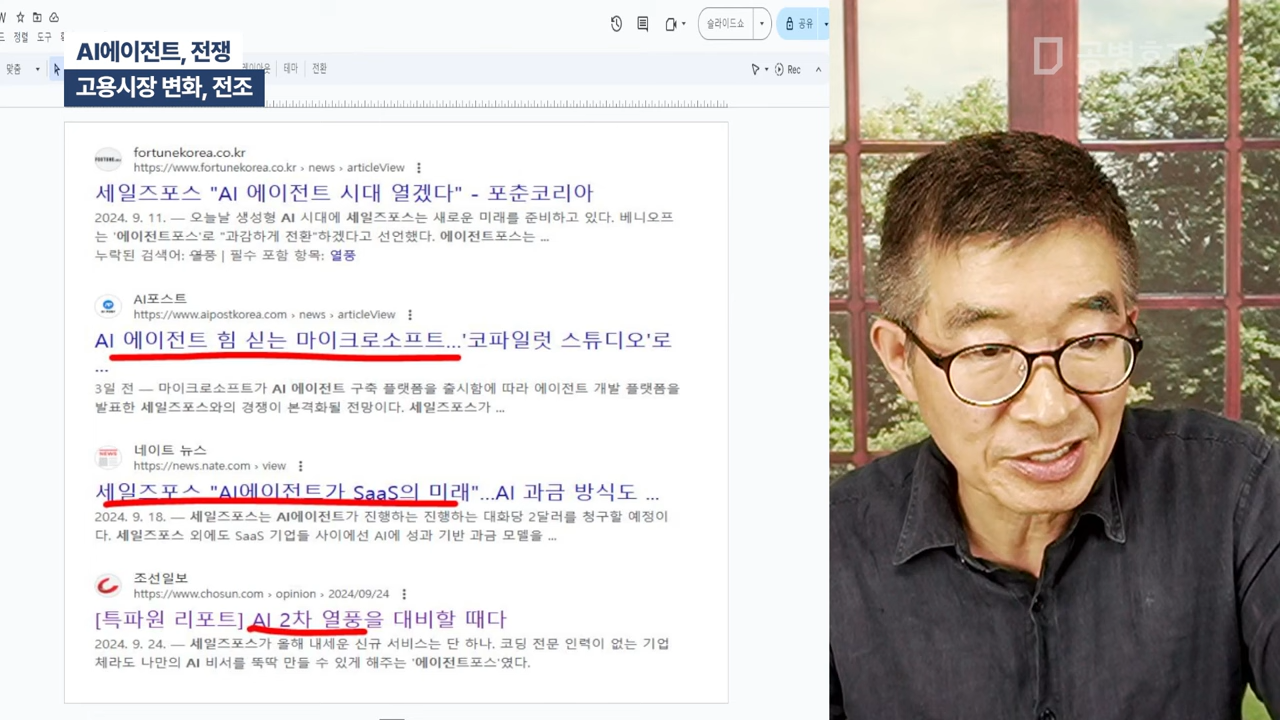 정렬 도구
맞춤
AI에이전트, 전쟁
고용시장 변화, 전조
테마
전환
슬라이드쇼
공유
Rec
공병호TV
fortunekorea.co.kr
https://www.fortunekorea.co.kr › news › articleView
세일즈포스 "AI 에이전트 시대 열겠다" - 포춘코리아
2024. 9. 11. — 오늘날 생성형 AI 시대에 세일즈포스는 새로운 미래를 준비하고 있다. 베니오프
는 '에이전트포스'로 "과감하게 전환"하겠다고 선언했다. 에이전트포스는 ...
누락된 검색어: 열풍 | 필수 포함 항목: 열풍
AI포스트
https://www.aipostkorea.com › news › articleView
AI 에이전트 힘 싣는 마이크로소프트...'코파일럿 스튜디오'로
...
3일 전 — 마이크로소프트가 AI 에이전트 구축 플랫폼을 출시함에 따라 에이전트 개발 플랫폼을
발표한 세일즈포스와의 경쟁이 본격화될 전망이다. 세일즈포스가 ...
NEWS
네이트 뉴스
https://news.nate.com › view
세일즈포스 "AI에이전트가 SaaS의 미래"...AI 과금 방식도 ...
2024. 9. 18. — 세일즈포스는 AI에이전트가 진행하는 진행하는 대화당 2달러를 청구할 예정이
다. 세일즈포스 외에도 SaaS 기업들 사이에선 AI에 성과 기반 과금 모델을 ...
조선일보
https://www.chosun.com › opinion › 2024/09/24
[특파원 리포트] AI 2차 열풍을 대비할 때다
2024. 9. 24. — 세일즈포스가 올해 내세운 신규 서비스는 단 하나. 코딩 전문 인력이 없는 기업
체라도 나만의 AI 비서를 뚝딱 만들 수 있게 해주는 '에이전트포스'였다.